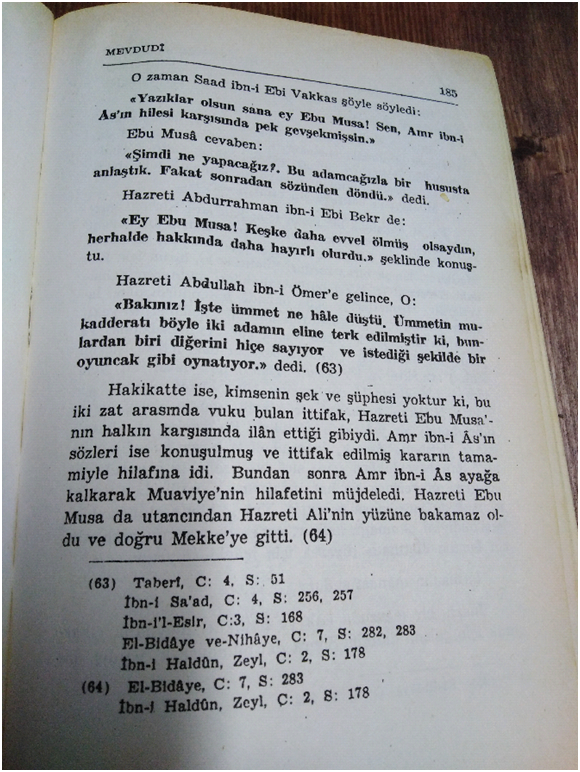 MEVDUDİ
185
O zaman Saad ibn-i Ebi Vakkas şöyle söyledi:
«Yazıklar olsun sana ey Ebu Musa! Sen, Amr ibn-i
Âs'ın hilesi karşısında pek gevşekmişsin.»
Ebu Musâ cevaben:
«Şimdi ne yapacağız?. Bu adamcağızla bir hususta
anlaştık. Fakat sonradan sözünden döndü.» dedi.
Hazreti Abdurrahman ibn-i Ebi Bekr de:
«Ey Ebu Musa! Keşke daha evvel ölmüş olsaydın,
herhalde hakkında daha hayırlı olurdu.» şeklinde konuş-
tu.
Hazreti Abdullah ibn-i Ömer'e gelince, O:
«Bakınız! İşte ümmet ne hâle düştü. Ümmetin mu-
kadderatı böyle iki adamın eline terk edilmiştir ki, bun-
lardan biri diğerini hiçe sayıyor ve istediği şekilde bir
oyuncak gibi oynatıyor.» dedi. (63)
Hakikatte ise, kimsenin şek ve şüphesi yoktur ki, bu
iki zat arasında vuku bulan ittifak, Hazreti Ebu Musa'-
nın halkın karşısında ilân ettiği gibiydi. Amr ibn-i Âs'ın
sözleri ise konuşulmuş ve ittifak edilmiş kararın tama-
miyle hilafına idi. Bundan sonra Amr ibn-i Âs ayağa
kalkarak Muaviye'nin hilafetini müjdeledi. Hazreti Ebu
Musa da utancından Hazreti Ali'nin yüzüne bakamaz ol-
du ve doğru Mekke'ye gitti. (64)
(63) Taberî, C: 4, S: 51
İbn-i Sa'ad, C: 4, S: 256, 257
İbn-i'l-Esir, C:3, S: 168
El-Bidâye ve-Nihâye, C: 7, S: 282, 283
İbn-i Haldûn, Zeyl, C: 2, S: 178
(64) El-Bidâye, C: 7, S: 283
İbn-i Haldûn, Zeyl, C: 2, S: 178